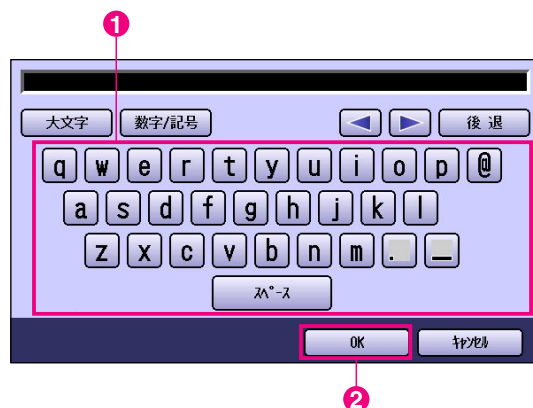 1
大文字 数字/記号 後退
q w e r t y u i o p @
a s d f g h j k l
z x c v b n m . _
ｽﾍﾟｰｽ
OK ｷｬﾝｾﾙ
2